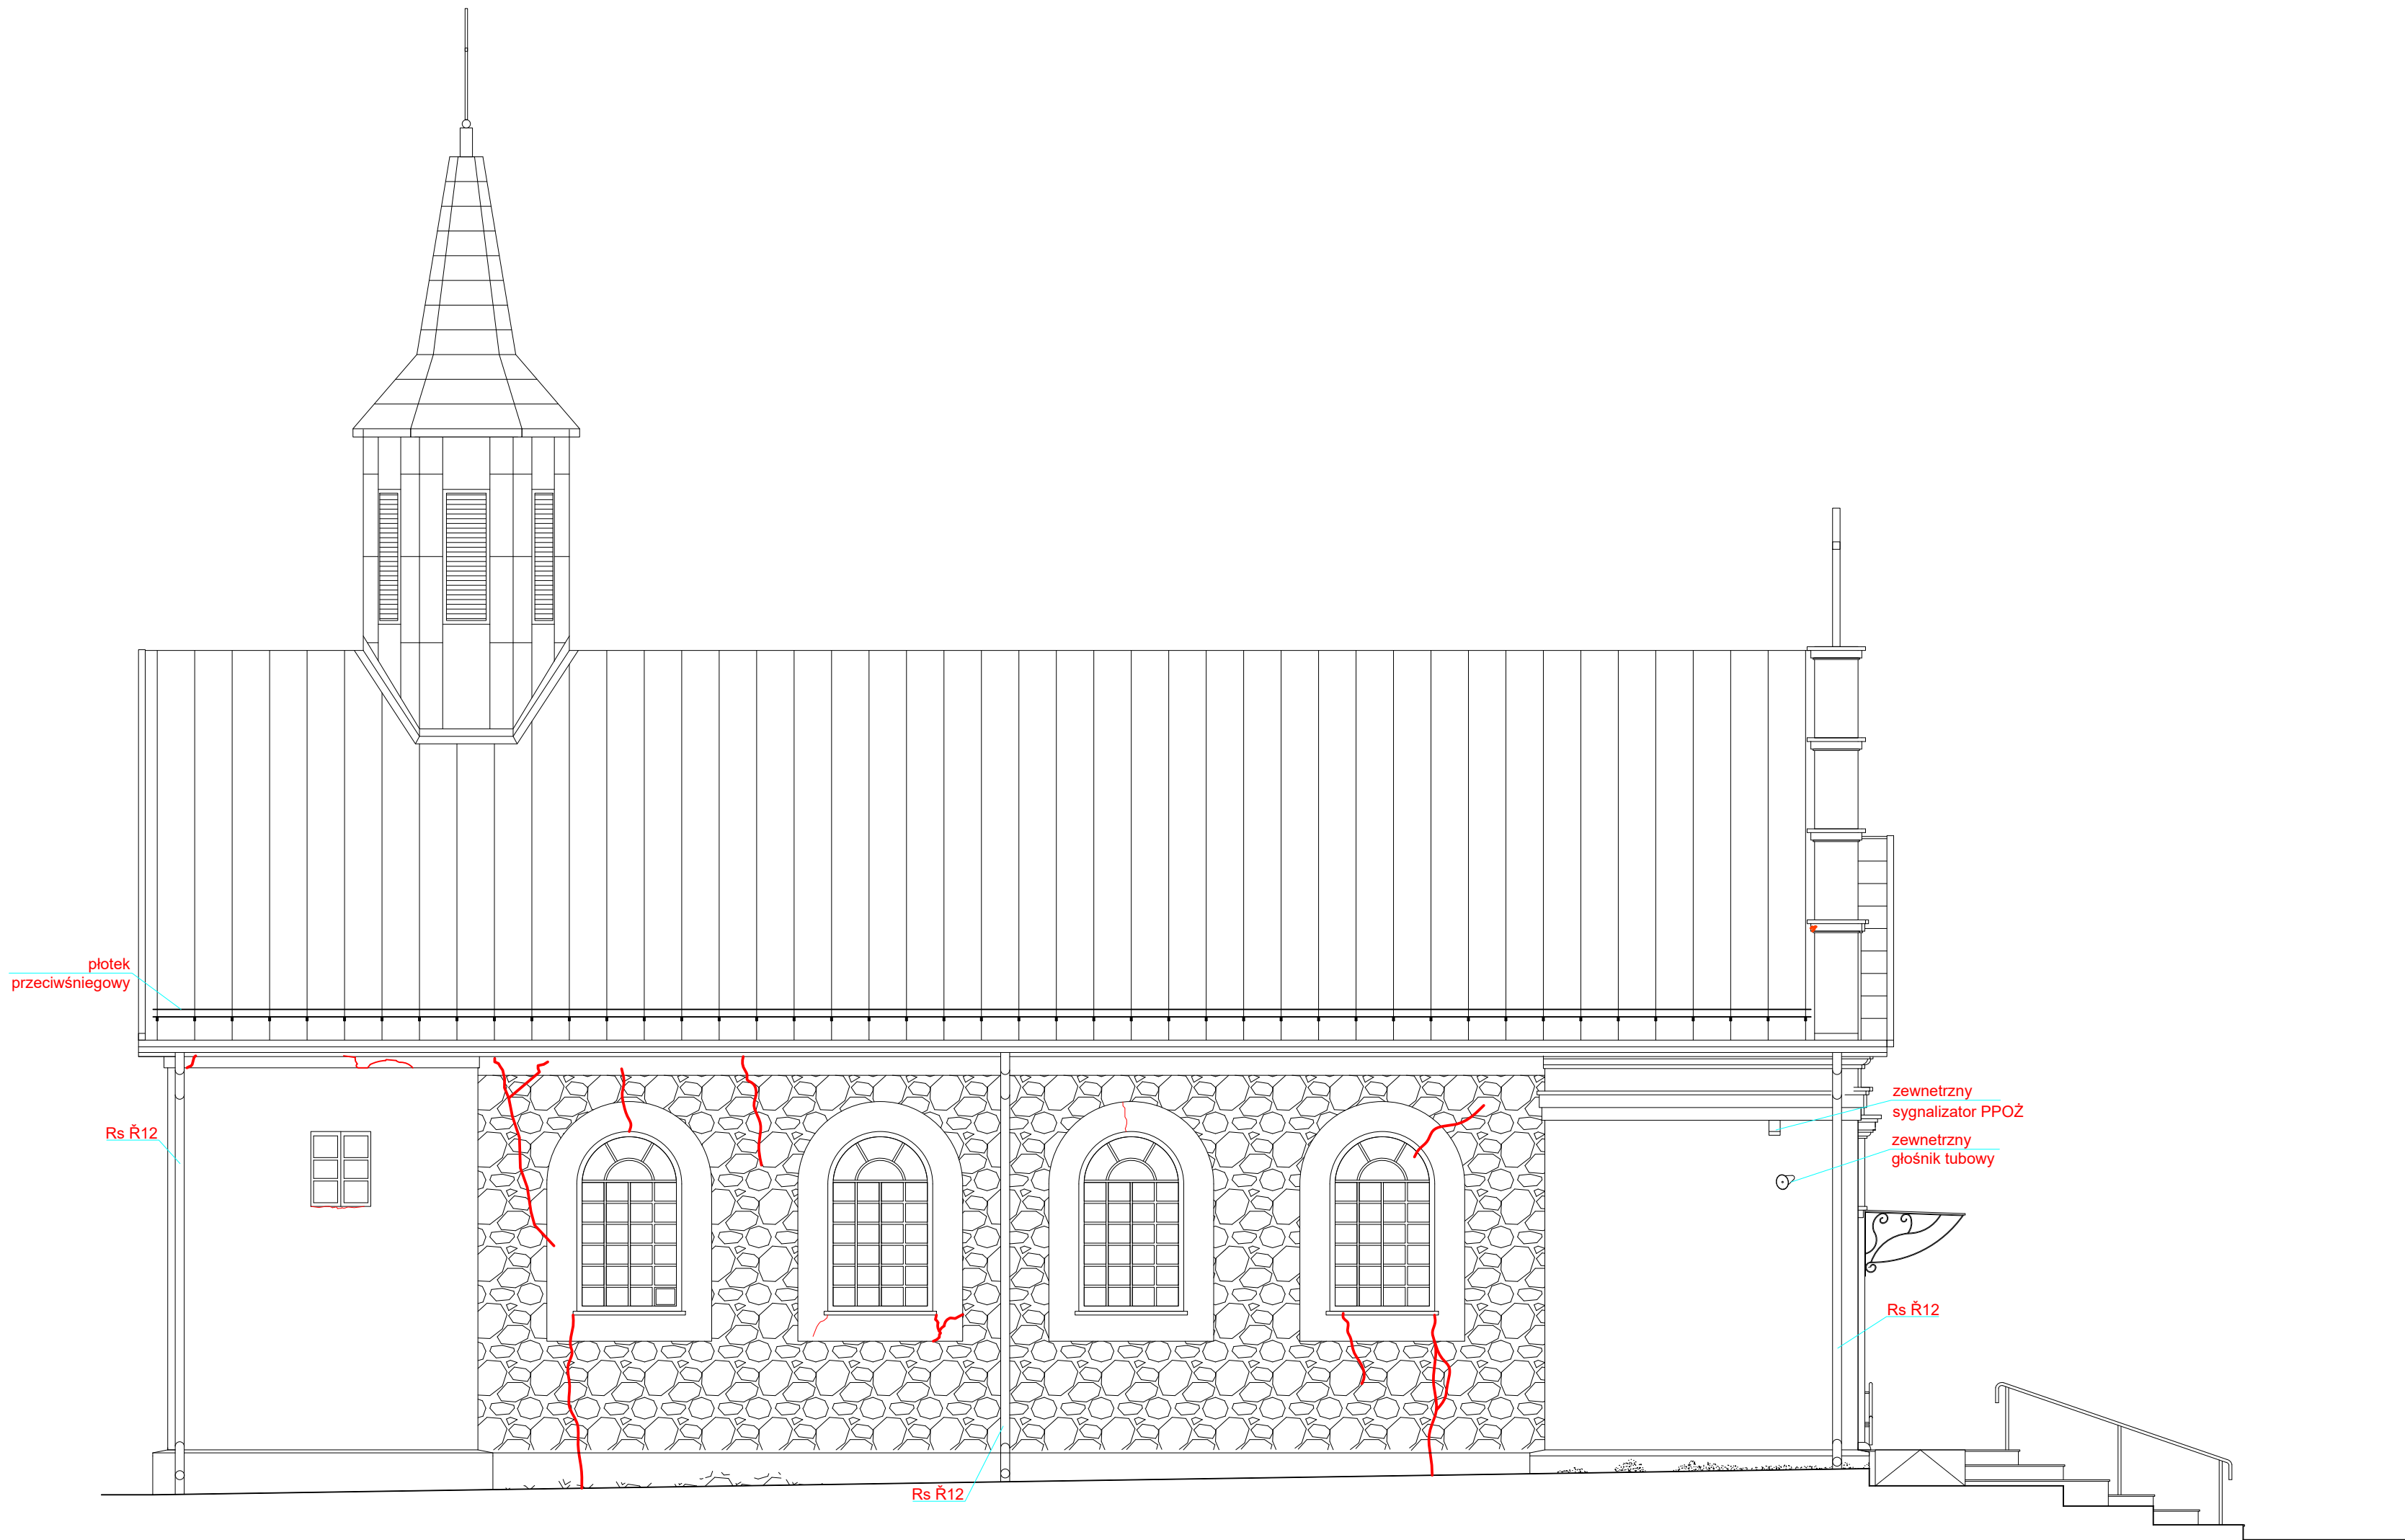 płotek
przeciwśniegowy
Rs Ř12
zewnetrzny
sygnalizator PPOŻ
zewnetrzny
głośnik tubowy
Rs Ř12
Rs Ř12